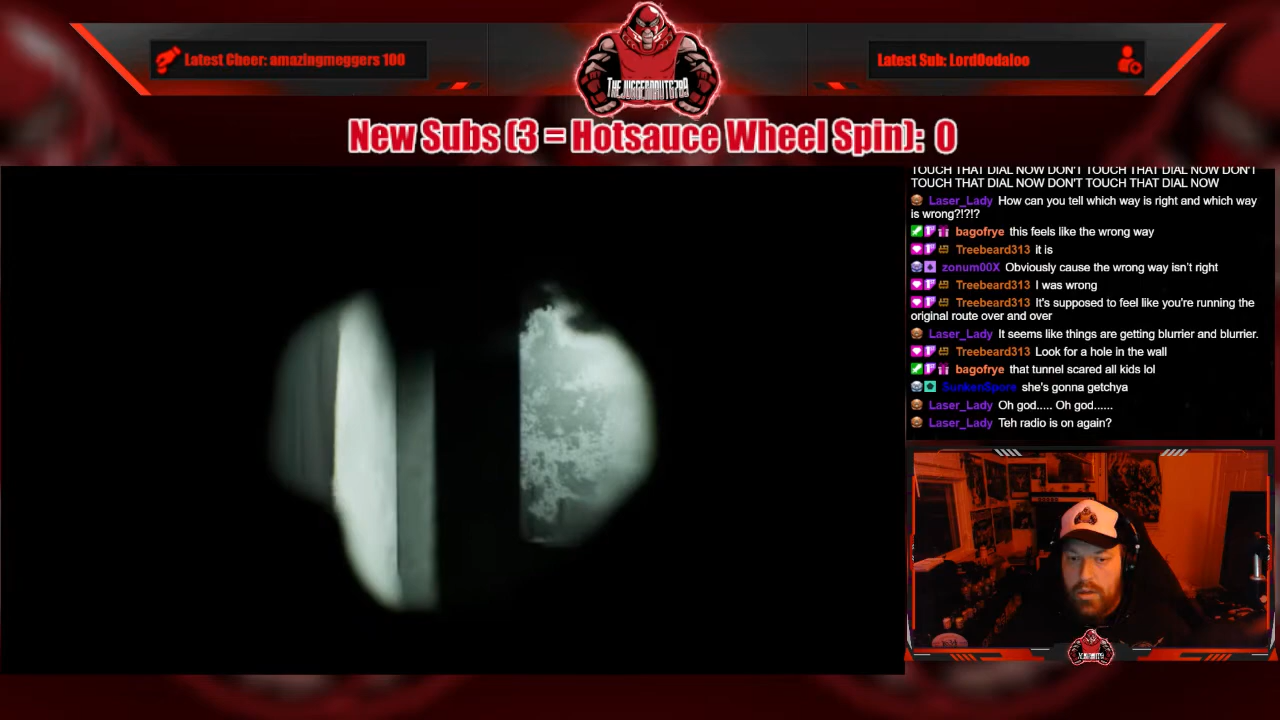 Latest Cheer: amazingmeggers 100
THEJUGGERNAUT6789
Latest Sub: LordOodaloo
New Subs (3 = Hotsauce Wheel Spin): 0
TOUCH THAT DIAL NOW DON'T TOUCH THAT DIAL NOW DON'T
TOUCH THAT DIAL NOW DON'T TOUCH THAT DIAL NOW
Laser_Lady How can you tell which way is right and which way
is wrong?!?!?
bagofrye this feels like the wrong way
Treebeard313 it is
zonum00X Obviously cause the wrong way isn't right
Treebeard313 I was wrong
Treebeard313 It's supposed to feel like you're running the
original route over and over
Laser_Lady It seems like things are getting blurrier and blurrier.
Treebeard313 Look for a hole in the wall
bagofrye that tunnel scared all kids lol
SunkenSpore she's gonna getchya
Laser_Lady Oh god..... Oh god......
Laser_Lady Teh radio is on again?